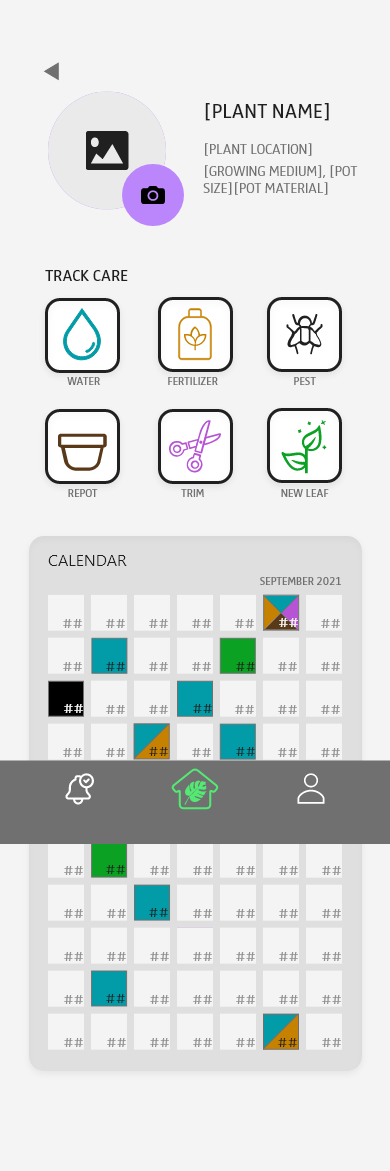 [PLANT NAME]
[PLANT LOCATION]
[GROWING MEDIUM], [POT
SIZE][POT MATERIAL]
TRACK CARE
WATER FERTILIZER PEST
REPOT TRIM NEW LEAF
CALENDAR
SEPTEMBER 2021
## ## ## ## ## ## ##
## ## ## ## ## ## ##
## ## ## ## ## ## ##
## ## ## ## ## ## ##
## ## ## ## ## ## ##
## ## ## ## ## ## ##
## ## ## ## ## ## ##
## ## ## ## ## ## ##
## ## ## ## ## ## ##